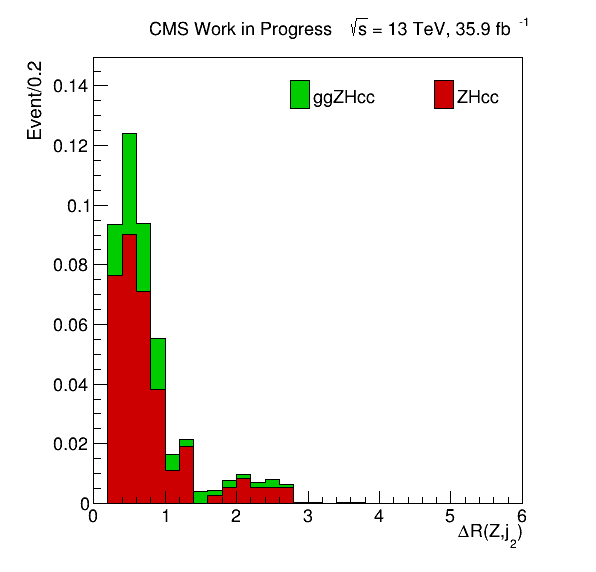 CMS Work in Progress √s = 13 TeV, 35.9 fb⁻¹
Event/0.2
ggZHcc ZHcc
0.14
0.12
0.1
0.08
0.06
0.04
0.02
0
0 1 2 3 4 5 6
ΔR(Z,j₂)